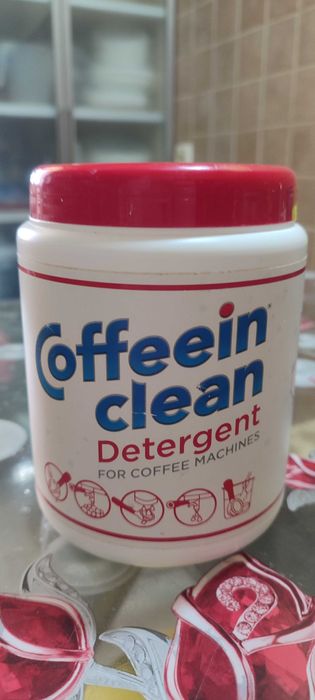 Coffeein
clean
Detergent
FOR COFFEE MACHINES